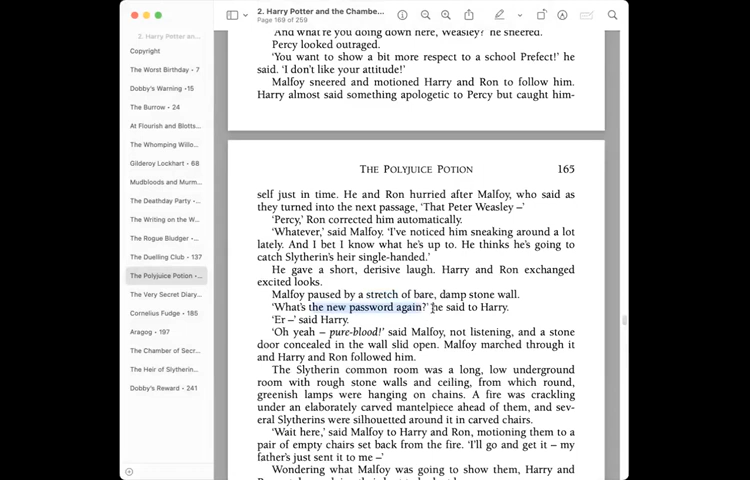 2. Harry Potter and the Chambe...
Page 169 of 259
2. Harry Potter an...
Copyright
The Worst Birthday • 7
Dobby's Warning • 15
The Burrow • 24
At Flourish and Blotts...
The Whomping Willo...
Gilderoy Lockhart • 68
Mudbloods and Murm...
The Deathday Party •...
The Writing on the W...
The Rogue Bludger •...
The Duelling Club • 137
The Polyjuice Potion •...
The Very Secret Diary...
Cornelius Fudge • 185
Aragog • 197
The Chamber of Secr...
The Heir of Slytherin...
Dobby's Reward • 241
'And what're you doing down here, Weasley?' he sneered.
Percy looked outraged.
'You want to show a bit more respect to a school Prefect!' he
said. 'I don't like your attitude!'
Malfoy sneered and motioned Harry and Ron to follow him.
Harry almost said something apologetic to Percy but caught him-
THE POLYJUICE POTION 165
self just in time. He and Ron hurried after Malfoy, who said as
they turned into the next passage, 'That Peter Weasley –'
'Percy,' Ron corrected him automatically.
'Whatever,' said Malfoy. 'I've noticed him sneaking around a lot
lately. And I bet I know what he's up to. He thinks he's going to
catch Slytherin's heir single-handed.'
He gave a short, derisive laugh. Harry and Ron exchanged
excited looks.
Malfoy paused by a stretch of bare, damp stone wall.
'What's the new password again?' he said to Harry.
'Er –' said Harry.
'Oh yeah – pure-blood!' said Malfoy, not listening, and a stone
door concealed in the wall slid open. Malfoy marched through it
and Harry and Ron followed him.
The Slytherin common room was a long, low underground
room with rough stone walls and ceiling, from which round,
greenish lamps were hanging on chains. A fire was crackling
under an elaborately carved mantelpiece ahead of them, and sev-
eral Slytherins were silhouetted around it in carved chairs.
'Wait here,' said Malfoy to Harry and Ron, motioning them to a
pair of empty chairs set back from the fire. 'I'll go and get it – my
father's just sent it to me –'
Wondering what Malfoy was going to show them, Harry and